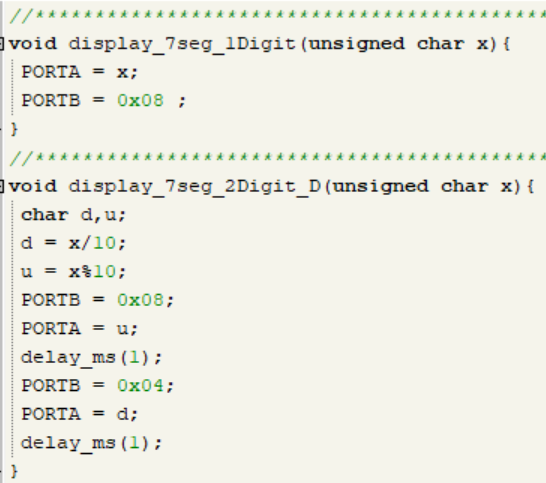 //*******************************************
void display_7seg_1Digit(unsigned char x){
PORTA = x;
PORTB = 0x08 ;
}
//*******************************************
void display_7seg_2Digit_D(unsigned char x){
char d,u;
d = x/10;
u = x%10;
PORTB = 0x08;
PORTA = u;
delay_ms(1);
PORTB = 0x04;
PORTA = d;
delay_ms(1);
}